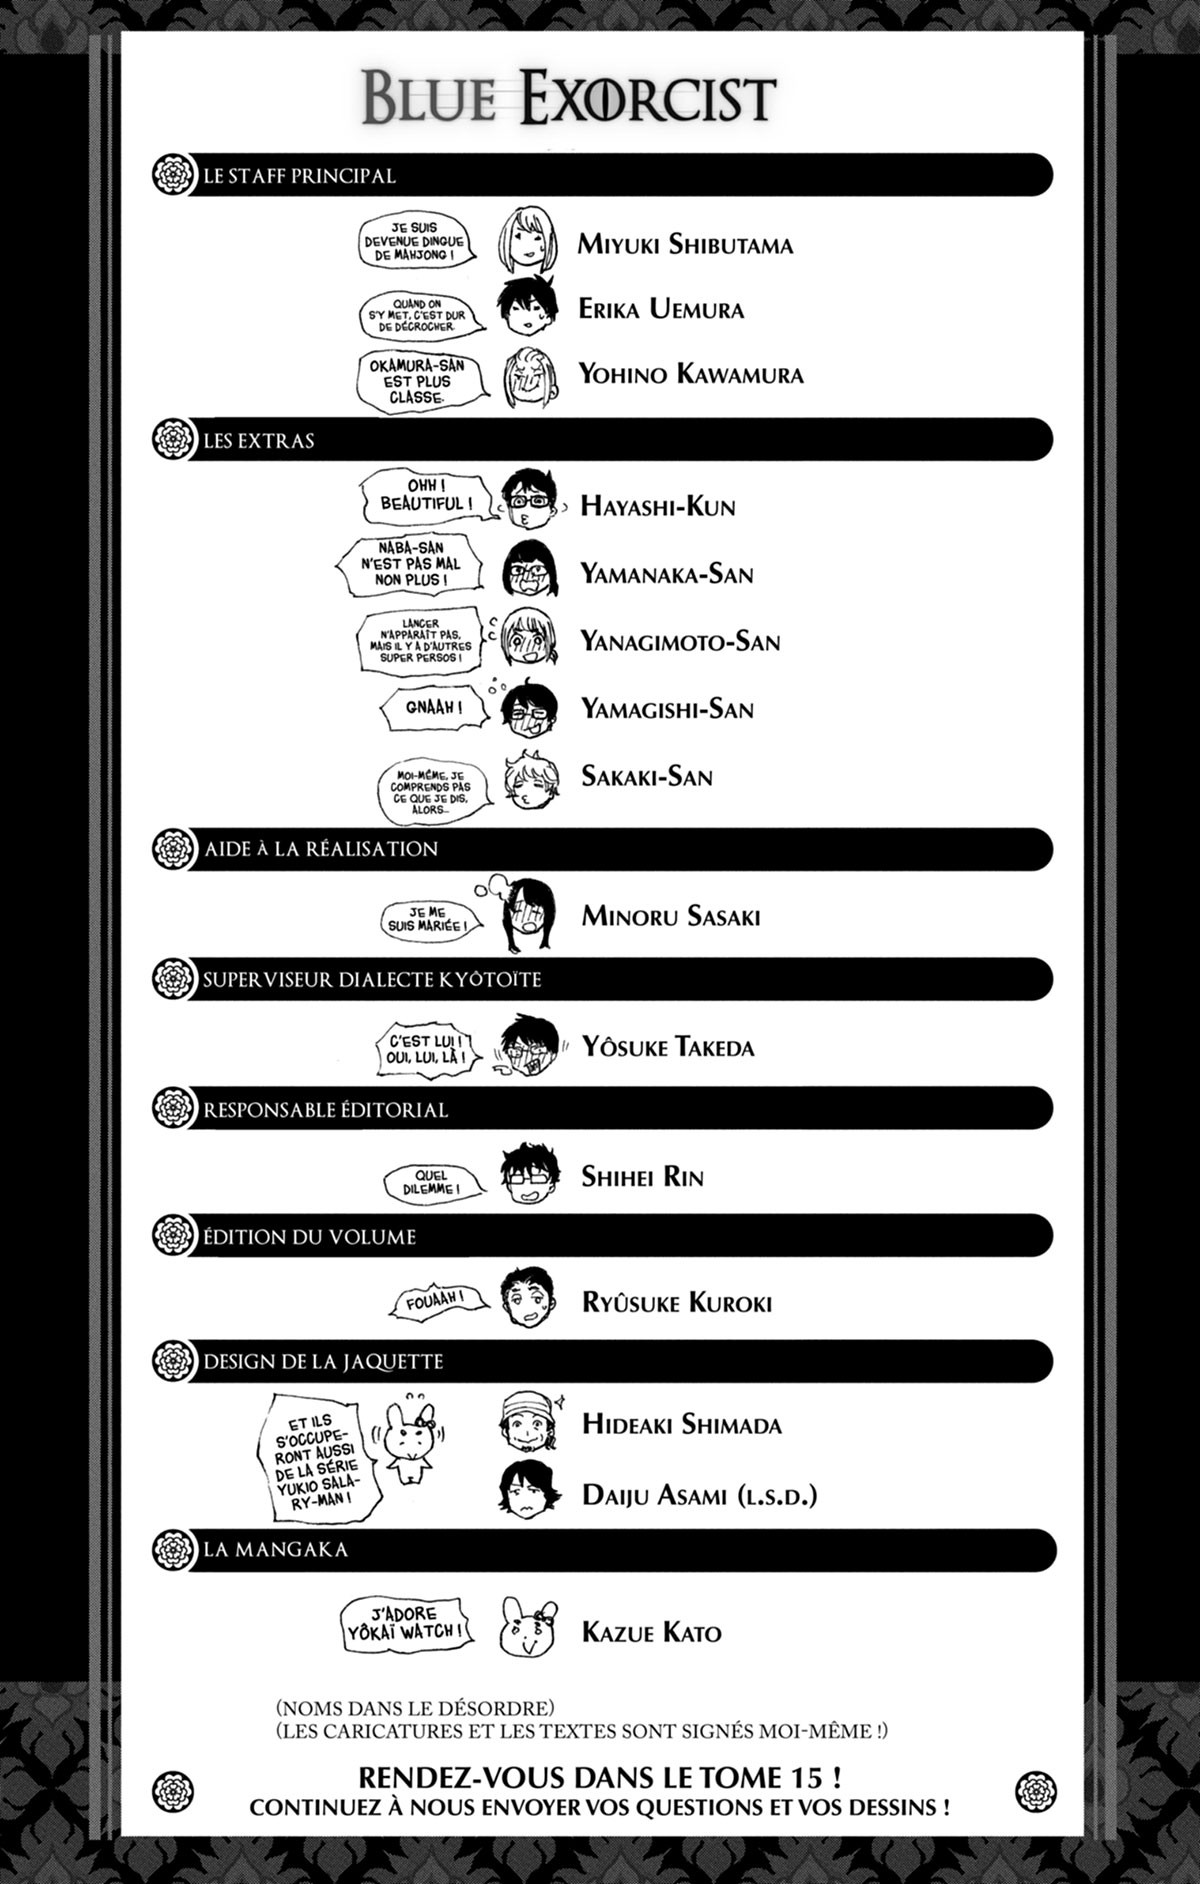 BLUE EXORCIST
LE STAFF PRINCIPAL
JE SUIS
DEVENUE DINGUE
DE MAHJONG !
MIYUKI SHIBUTAMA
QUAND ON
S'Y MET, C'EST DUR
DE DÉCROCHER.
ERIKA UEMURA
OKAMURA-SAN
EST PLUS
CLASSE.
YOHINO KAWAMURA
LES EXTRAS
OHH !
BEAUTIFUL !
HAYASHI-KUN
NABA-SAN
N'EST PAS MAL
NON PLUS !
YAMANAKA-SAN
LANCER
N'APPARAÎT PAS,
MAIS IL Y A D'AUTRES
SUPER PERSOS !
YANAGIMOTO-SAN
GNAAH !
YAMAGISHI-SAN
MOI-MÊME, JE
COMPRENDS PAS
CE QUE JE DIS,
ALORS...
SAKAKI-SAN
AIDE À LA RÉALISATION
JE ME
SUIS MARIÉE !
MINORU SASAKI
SUPERVISEUR DIALECTE KYÔTOÏTE
C'EST LUI !
OUI, LUI, LÀ !
YÔSUKE TAKEDA
RESPONSABLE ÉDITORIAL
QUEL
DILEMME !
SHIHEI RIN
ÉDITION DU VOLUME
FOUAAH !
RYÛSUKE KUROKI
DESIGN DE LA JAQUETTE
ET ILS
S'OCCUPE-
RONT AUSSI
DE LA SÉRIE
YUKIO SALA-
RY-MAN !
HIDEAKI SHIMADA
DAIJU ASAMI (L.S.D.)
LA MANGAKA
J'ADORE
YÔKAÏ WATCH !
KAZUE KATO
(NOMS DANS LE DÉSORDRE)
(LES CARICATURES ET LES TEXTES SONT SIGNÉS MOI-MÊME !)
RENDEZ-VOUS DANS LE TOME 15 !
CONTINUEZ À NOUS ENVOYER VOS QUESTIONS ET VOS DESSINS !